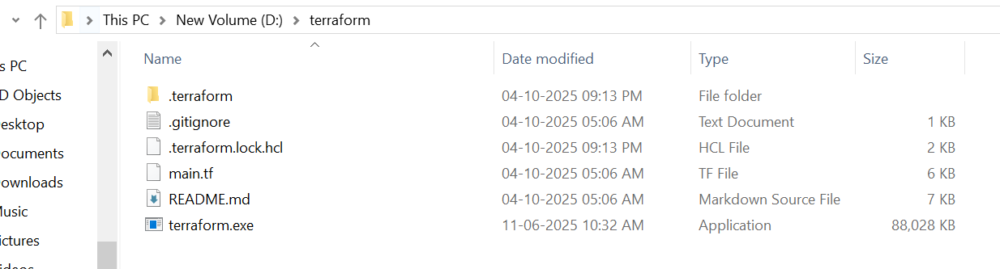 This PC > New Volume (D:) > terraform
Name Date modified Type Size
s PC
D Objects
esktop
ocuments
ownloads
Music
ictures
.terraform 04-10-2025 09:13 PM File folder
.gitignore 04-10-2025 05:06 AM Text Document 1 KB
.terraform.lock.hcl 04-10-2025 09:13 PM HCL File 2 KB
main.tf 04-10-2025 05:06 AM TF File 6 KB
README.md 04-10-2025 05:06 AM Markdown Source File 7 KB
terraform.exe 11-06-2025 10:32 AM Application 88,028 KB